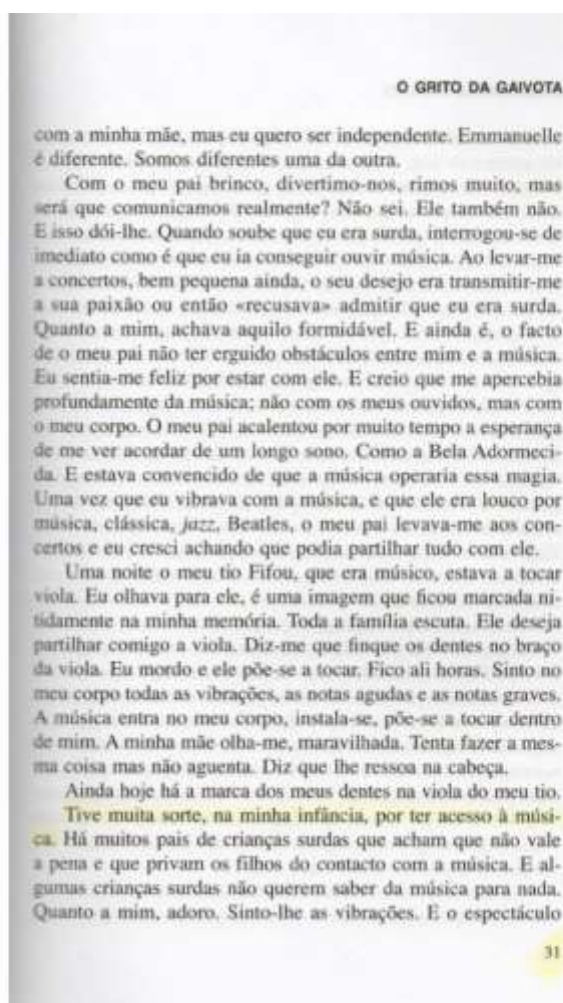 O GRITO DA GAIVOTA
com a minha mãe, mas eu quero ser independente. Emmanuelle
é diferente. Somos diferentes uma da outra.
Com o meu pai brinco, divertimo-nos, rimos muito, mas
será que comunicamos realmente? Não sei. Ele também não.
E isso dói-lhe. Quando soube que eu era surda, interrogou-se de
imediato como é que eu ia conseguir ouvir música. Ao levar-me
a concertos, bem pequena ainda, o seu desejo era transmitir-me
a sua paixão ou então «recusava» admitir que eu era surda.
Quanto a mim, achava aquilo formidável. E ainda é, o facto
de o meu pai não ter erguido obstáculos entre mim e a música.
Eu sentia-me feliz por estar com ele. E creio que me apercebia
profundamente da música; não com os meus ouvidos, mas com
o meu corpo. O meu pai acalentou por muito tempo a esperança
de me ver acordar de um longo sono. Como a Bela Adormeci-
da. E estava convencido de que a música operaria essa magia.
Uma vez que eu vibrava com a música, e que ele era louco por
música, clássica, jazz, Beatles, o meu pai levava-me aos con-
certos e eu cresci achando que podia partilhar tudo com ele.
Uma noite o meu tio Fifou, que era músico, estava a tocar
viola. Eu olhava para ele, é uma imagem que ficou marcada ni-
tidamente na minha memória. Toda a família escuta. Ele deseja
partilhar comigo a viola. Diz-me que finque os dentes no braço
da viola. Eu mordo e ele põe-se a tocar. Fico ali horas. Sinto no
meu corpo todas as vibrações, as notas agudas e as notas graves.
A música entra no meu corpo, instala-se, põe-se a tocar dentro
de mim. A minha mãe olha-me, maravilhada. Tenta fazer a mes-
ma coisa mas não aguenta. Diz que lhe ressoa na cabeça.
Ainda hoje há a marca dos meus dentes na viola do meu tio.
Tive muita sorte, na minha infância, por ter acesso à músi-
ca. Há muitos pais de crianças surdas que acham que não vale
a pena e que privam os filhos do contacto com a música. E al-
gumas crianças surdas não querem saber da música para nada.
Quanto a mim, adoro. Sinto-lhe as vibrações. E o espectáculo
31